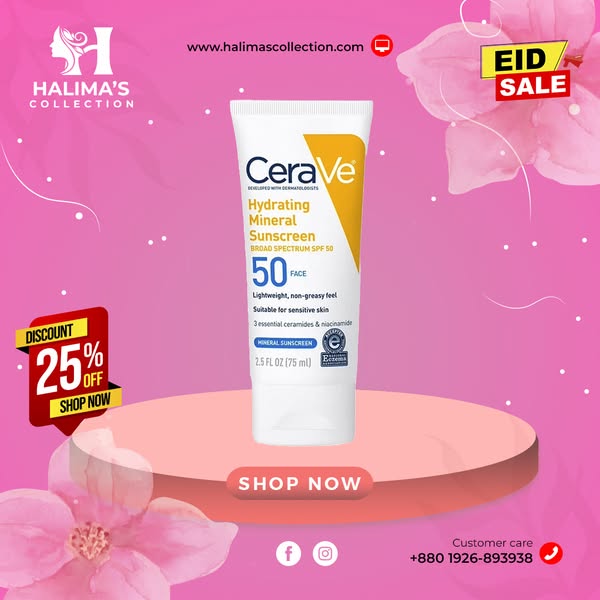 HALIMA'S
COLLECTION
www.halimascollection.com
EID
SALE
CeraVe®
DEVELOPED WITH DERMATOLOGISTS
Hydrating
Mineral
Sunscreen
BROAD SPECTRUM SPF 50
50 FACE
Lightweight, non-greasy feel
Suitable for sensitive skin
3 essential ceramides & niacinamide
MINERAL SUNSCREEN
2.5 FL OZ (75 ml)
NATIONAL
Eczema
DISCOUNT
25% OFF
SHOP NOW
SHOP NOW
Customer care
+880 1926-893938